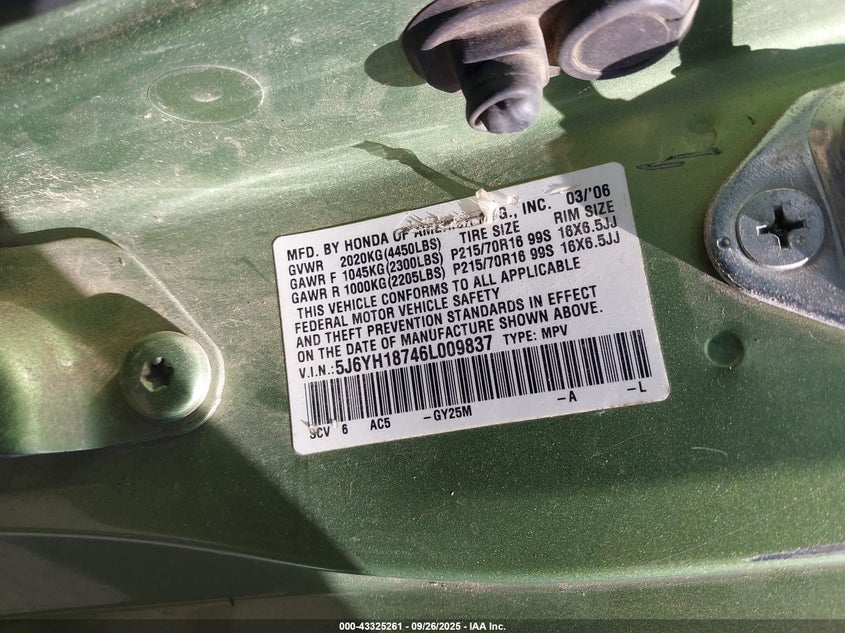 MFD. BY HONDA OF AMERICA MFG., INC. 03/'06
GVWR 2020KG(4450LBS) TIRE SIZE RIM SIZE
GAWR F 1045KG(2300LBS) P215/70R16 99S 16X6.5JJ
GAWR R 1000KG(2205LBS) P215/70R16 99S 16X6.5JJ
THIS VEHICLE CONFORMS TO ALL APPLICABLE
FEDERAL MOTOR VEHICLE SAFETY
AND THEFT PREVENTION STANDARDS IN EFFECT
ON THE DATE OF MANUFACTURE SHOWN ABOVE.
V.I.N.: 5J6YH18746L009837 TYPE: MPV
SCV 6 AC5 -GY25M -A -L
000-43325261 - 09/26/2025 - IAA Inc.